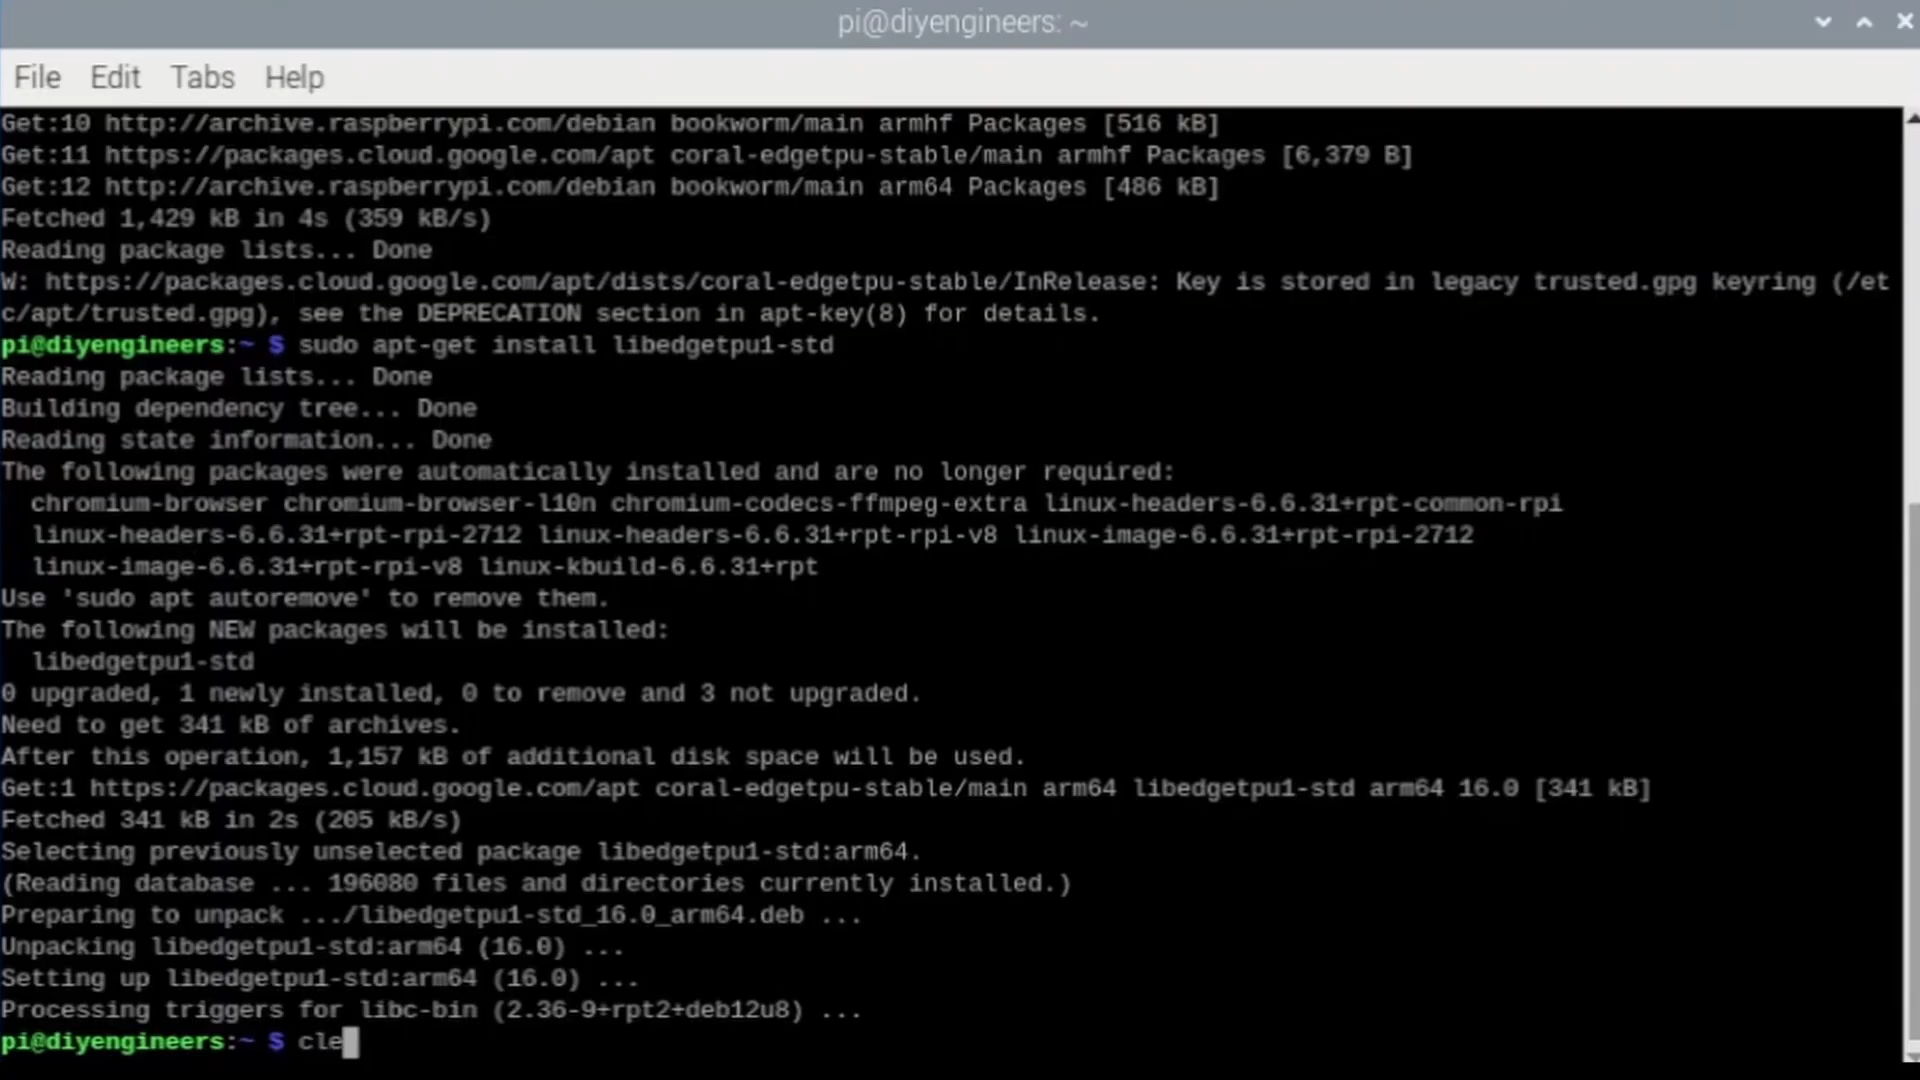 pi@diyengineers: ~
File Edit Tabs Help
Get:10 http://archive.raspberrypi.com/debian bookworm/main armhf Packages [516 kB]
Get:11 https://packages.cloud.google.com/apt coral-edgetpu-stable/main armhf Packages [6,379 B]
Get:12 http://archive.raspberrypi.com/debian bookworm/main arm64 Packages [486 kB]
Fetched 1,429 kB in 4s (359 kB/s)
Reading package lists... Done
W: https://packages.cloud.google.com/apt/dists/coral-edgetpu-stable/InRelease: Key is stored in legacy trusted.gpg keyring (/et
c/apt/trusted.gpg), see the DEPRECATION section in apt-key(8) for details.
pi@diyengineers:~ $ sudo apt-get install libedgetpu1-std
Reading package lists... Done
Building dependency tree... Done
Reading state information... Done
The following packages were automatically installed and are no longer required:
  chromium-browser chromium-browser-l10n chromium-codecs-ffmpeg-extra linux-headers-6.6.31+rpt-common-rpi
  linux-headers-6.6.31+rpt-rpi-2712 linux-headers-6.6.31+rpt-rpi-v8 linux-image-6.6.31+rpt-rpi-2712
  linux-image-6.6.31+rpt-rpi-v8 linux-kbuild-6.6.31+rpt
Use 'sudo apt autoremove' to remove them.
The following NEW packages will be installed:
  libedgetpu1-std
0 upgraded, 1 newly installed, 0 to remove and 3 not upgraded.
Need to get 341 kB of archives.
After this operation, 1,157 kB of additional disk space will be used.
Get:1 https://packages.cloud.google.com/apt coral-edgetpu-stable/main arm64 libedgetpu1-std arm64 16.0 [341 kB]
Fetched 341 kB in 2s (205 kB/s)
Selecting previously unselected package libedgetpu1-std:arm64.
(Reading database ... 196080 files and directories currently installed.)
Preparing to unpack .../libedgetpu1-std_16.0_arm64.deb ...
Unpacking libedgetpu1-std:arm64 (16.0) ...
Setting up libedgetpu1-std:arm64 (16.0) ...
Processing triggers for libc-bin (2.36-9+rpt2+deb12u8) ...
pi@diyengineers:~ $ cle